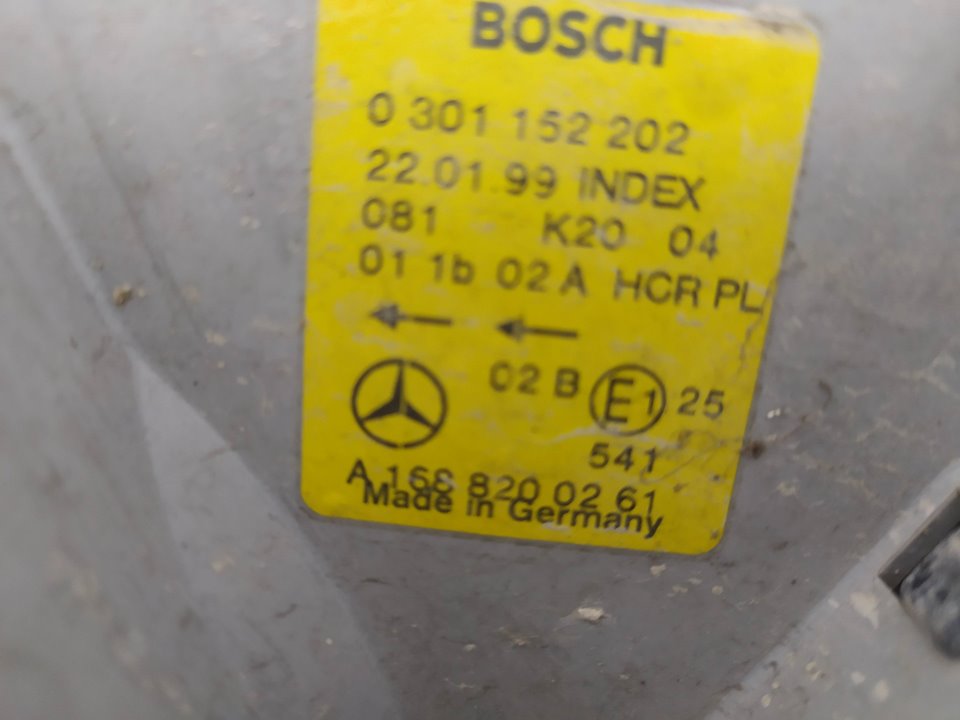 BOSCH
0 301 152 202
22.01.99 INDEX
081 K20 04
01 1b 02 A HCR PL
02 B E1 25
541
A 168 820 02 61
Made in Germany